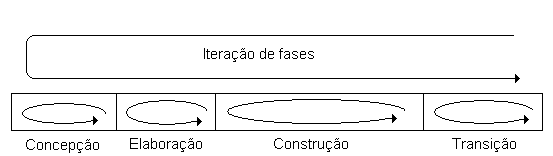 Iteração de fases
Concepção Elaboração Construção Transição